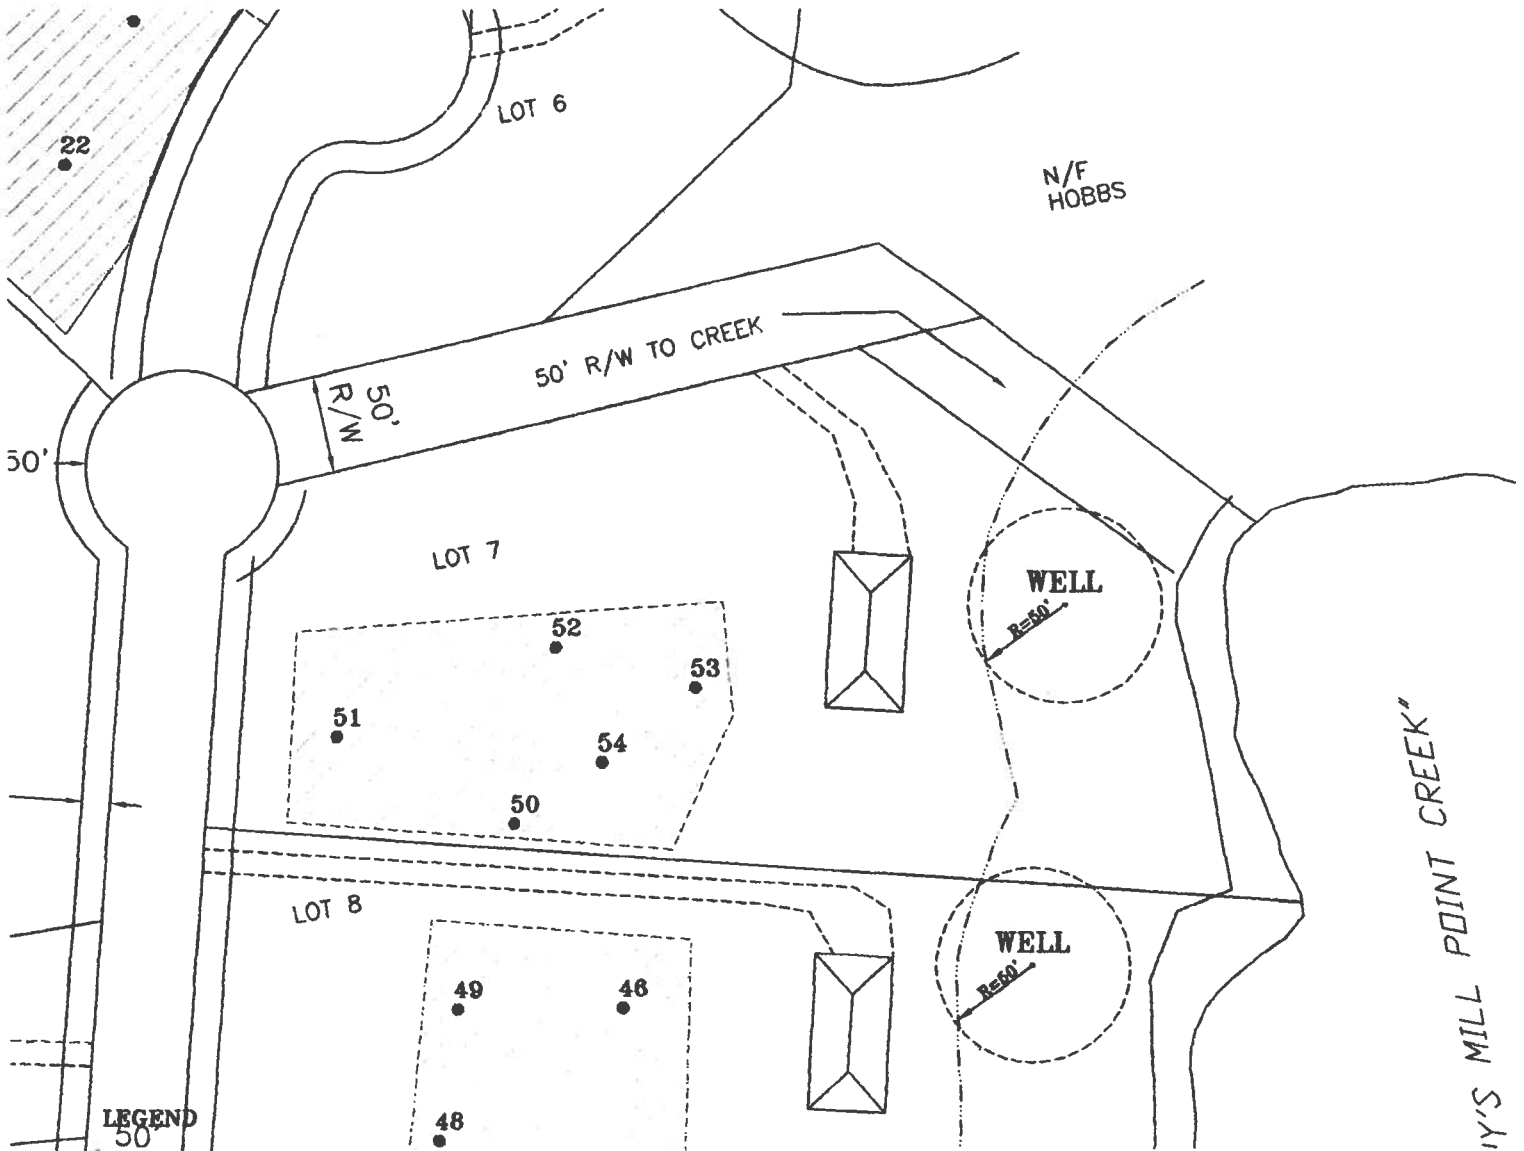 LOT 6
22
N/F
HOBBS
50' R/W TO CREEK
50'
R/W
50'
LOT 7
WELL
R=50'
52
53
51
54
50
LOT 8
WELL
R=50'
49
46
48
LEGEND
50'
Y'S MILL POINT CREEK"